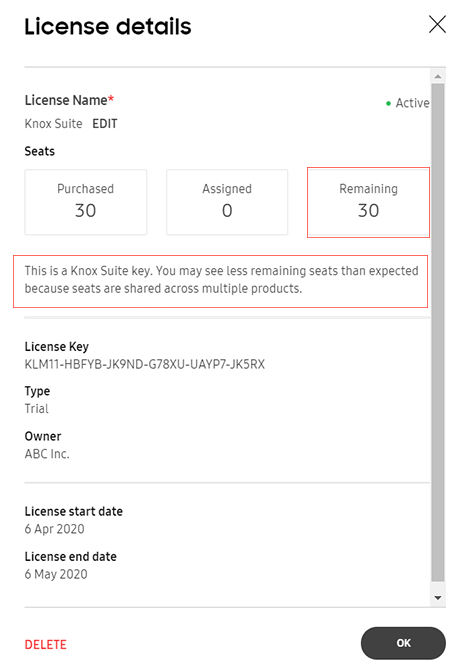 License details
License Name*
Active
Knox Suite EDIT
Seats
Purchased Assigned Remaining
30 0 30
This is a Knox Suite key. You may see less remaining seats than expected
because seats are shared across multiple products.
License Key
KLM11-HBFYB-JK9ND-G78XU-UAYP7-JK5RX
Type
Trial
Owner
ABC Inc.
License start date
6 Apr 2020
License end date
6 May 2020
DELETE OK